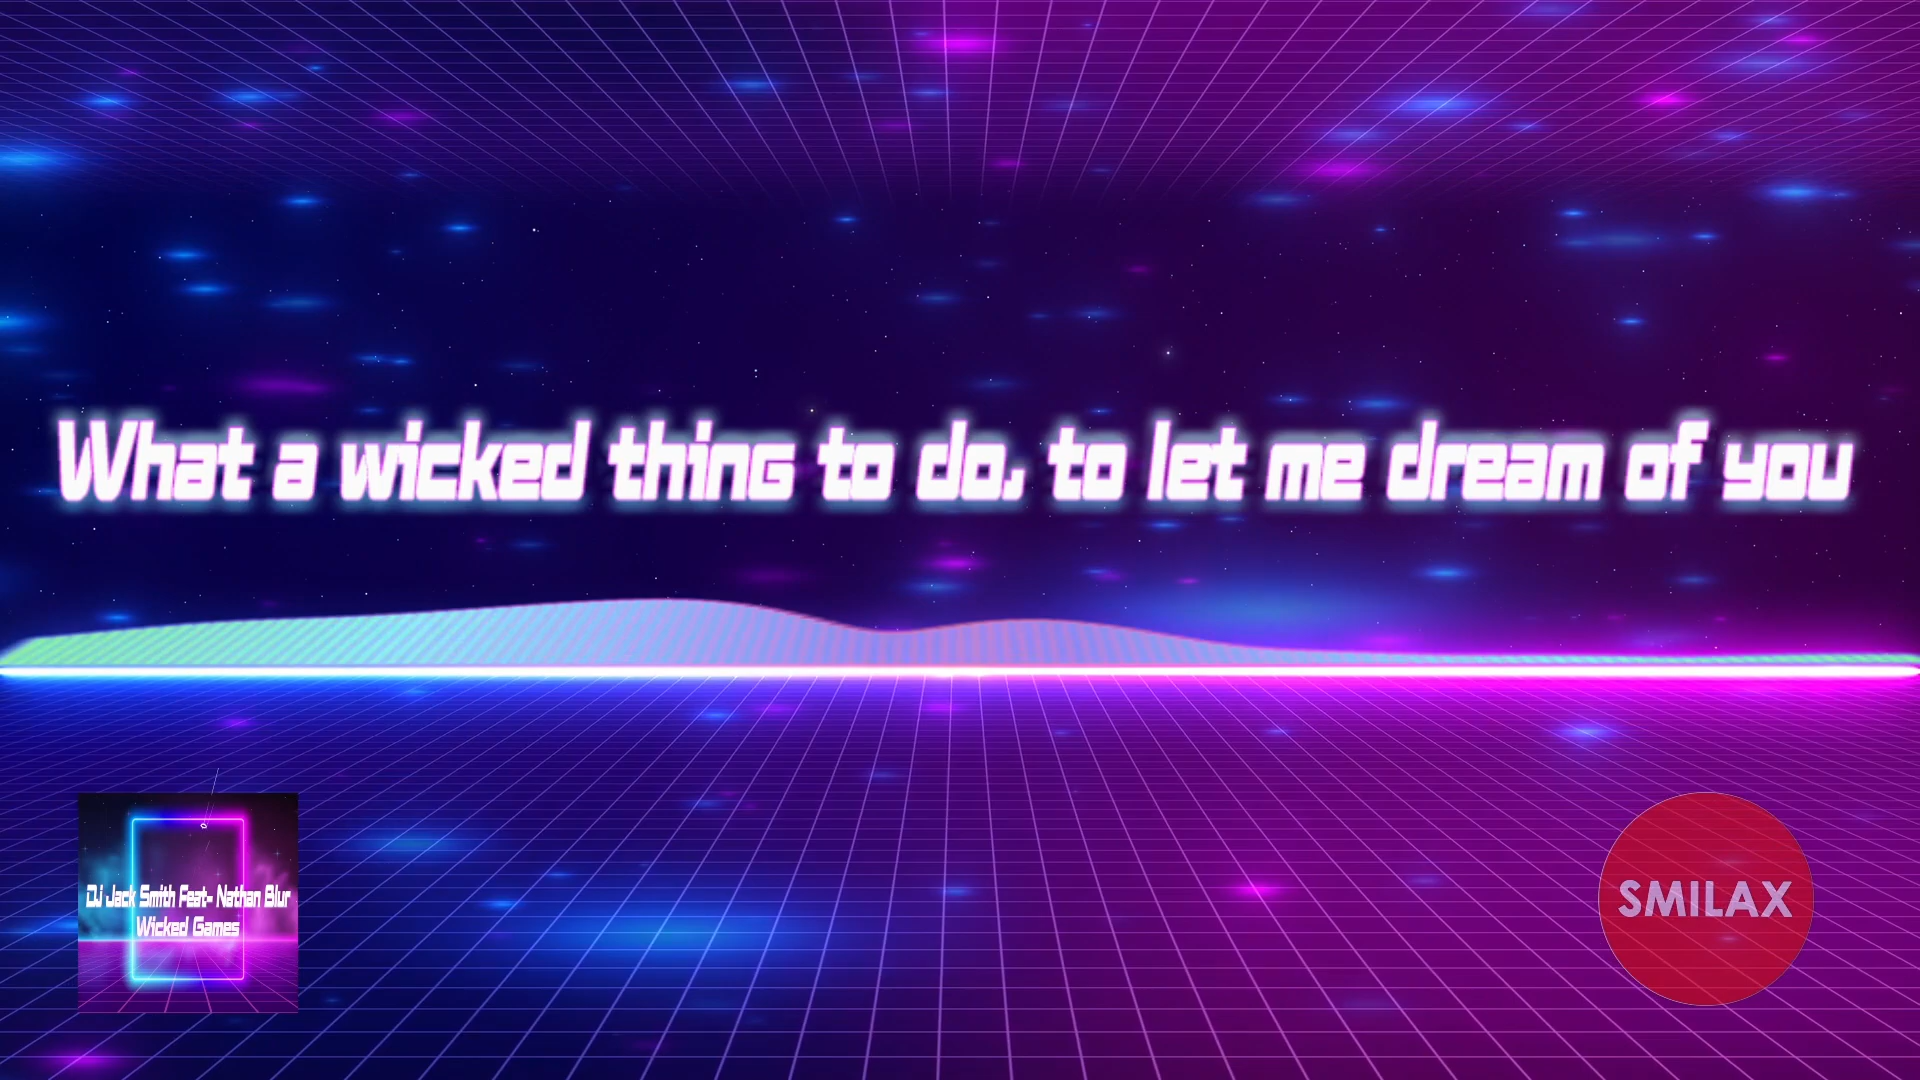 What a wicked thing to do, to let me dream of you
DJ Jack Smith Feat- Nathan Blur
Wicked Games
SMILAX